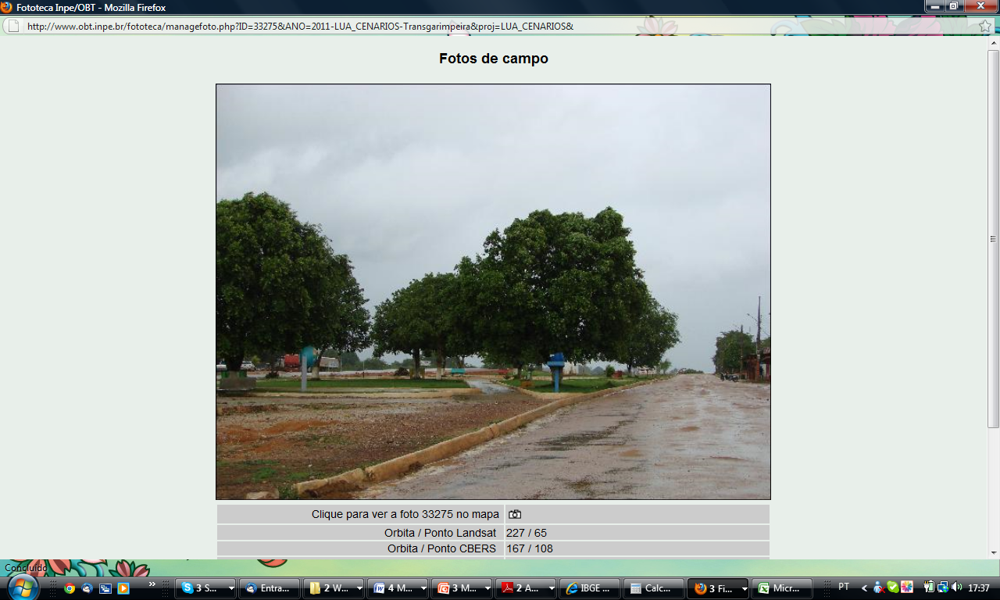 Fototeca Inpe/OBT - Mozilla Firefox
http://www.obt.inpe.br/fototeca/managefoto.php?ID=33275&ANO=2011-LUA_CENARIOS-Transgarimpeira&proj=LUA_CENARIOS&
Fotos de campo
Clique para ver a foto 33275 no mapa
Orbita / Ponto Landsat 227 / 65
Orbita / Ponto CBERS 167 / 108
Concluído
» 3 S... Entra... 2 W... 4 M... 3 M... 2 A... IBGE ... Calc... 3 Fi... Micr... PT 17:37